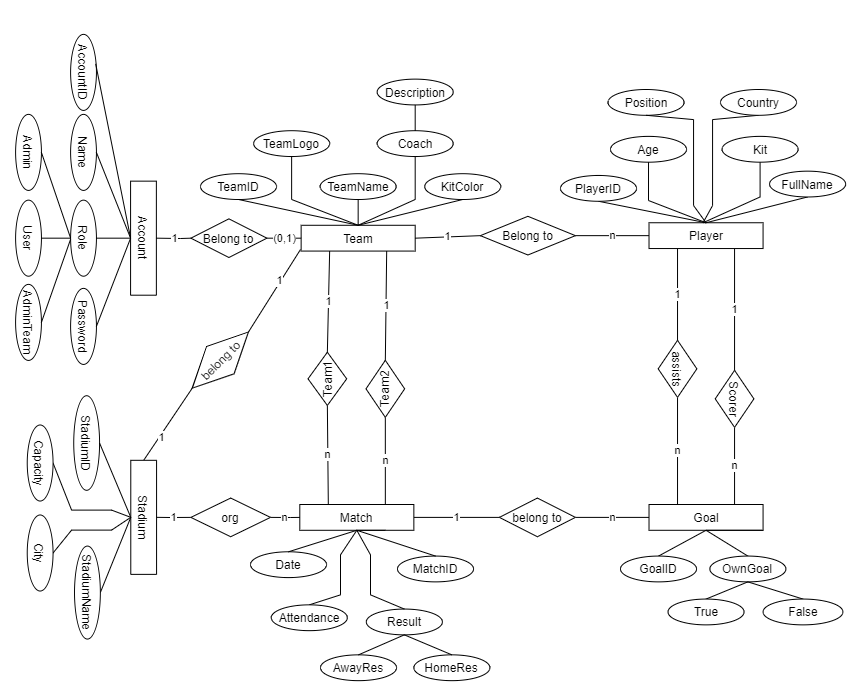 AccountID
Name
Admin
User
Role
AdminTeam
Password
Account
1
Belong to
(0,1)
Description
TeamLogo
Coach
TeamID
TeamName
KitColor
Team
1
Belong to
n
Position
Country
Age
Kit
PlayerID
FullName
Player
1
belong to
1
1
Team1
n
1
Team2
n
1
assists
n
1
Scorer
n
StadiumID
Capacity
City
StadiumName
Stadium
1
org
n
Match
1
belong to
n
Goal
Date
MatchID
Attendance
Result
AwayRes
HomeRes
GoalID
OwnGoal
True
False